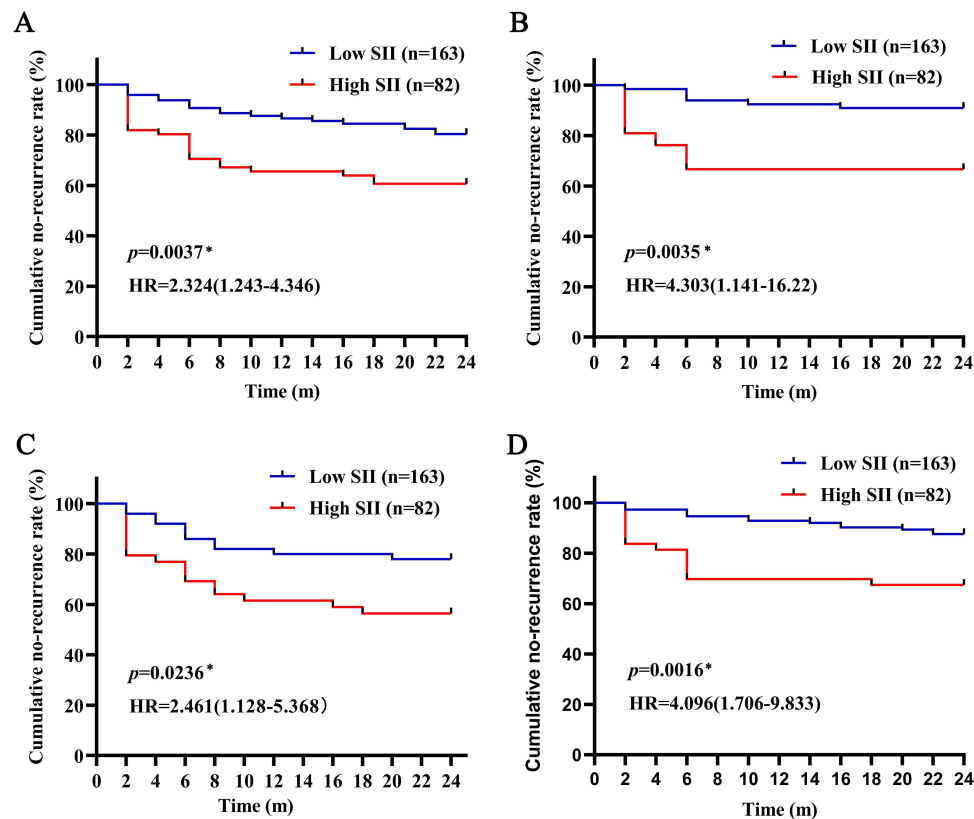 A
Low SII (n=163)
High SII (n=82)
Cumulative no-recurrence rate (%)
100
80
60
40
20
0
p=0.0037*
HR=2.324(1.243-4.346)
0 2 4 6 8 10 12 14 16 18 20 22 24
Time (m)
B
Low SII (n=163)
High SII (n=82)
Cumulative no-recurrence rate (%)
100
80
60
40
20
0
p=0.0035*
HR=4.303(1.141-16.22)
0 2 4 6 8 10 12 14 16 18 20 22 24
Time (m)
C
Low SII (n=163)
High SII (n=82)
Cumulative no-recurrence rate (%)
100
80
60
40
20
0
p=0.0236*
HR=2.461(1.128-5.368）
0 2 4 6 8 10 12 14 16 18 20 22 24
Time (m)
D
Low SII (n=163)
High SII (n=82)
Cumulative no-recurrence rate (%)
100
80
60
40
20
0
p=0.0016*
HR=4.096(1.706-9.833)
0 2 4 6 8 10 12 14 16 18 20 22 24
Time (m)